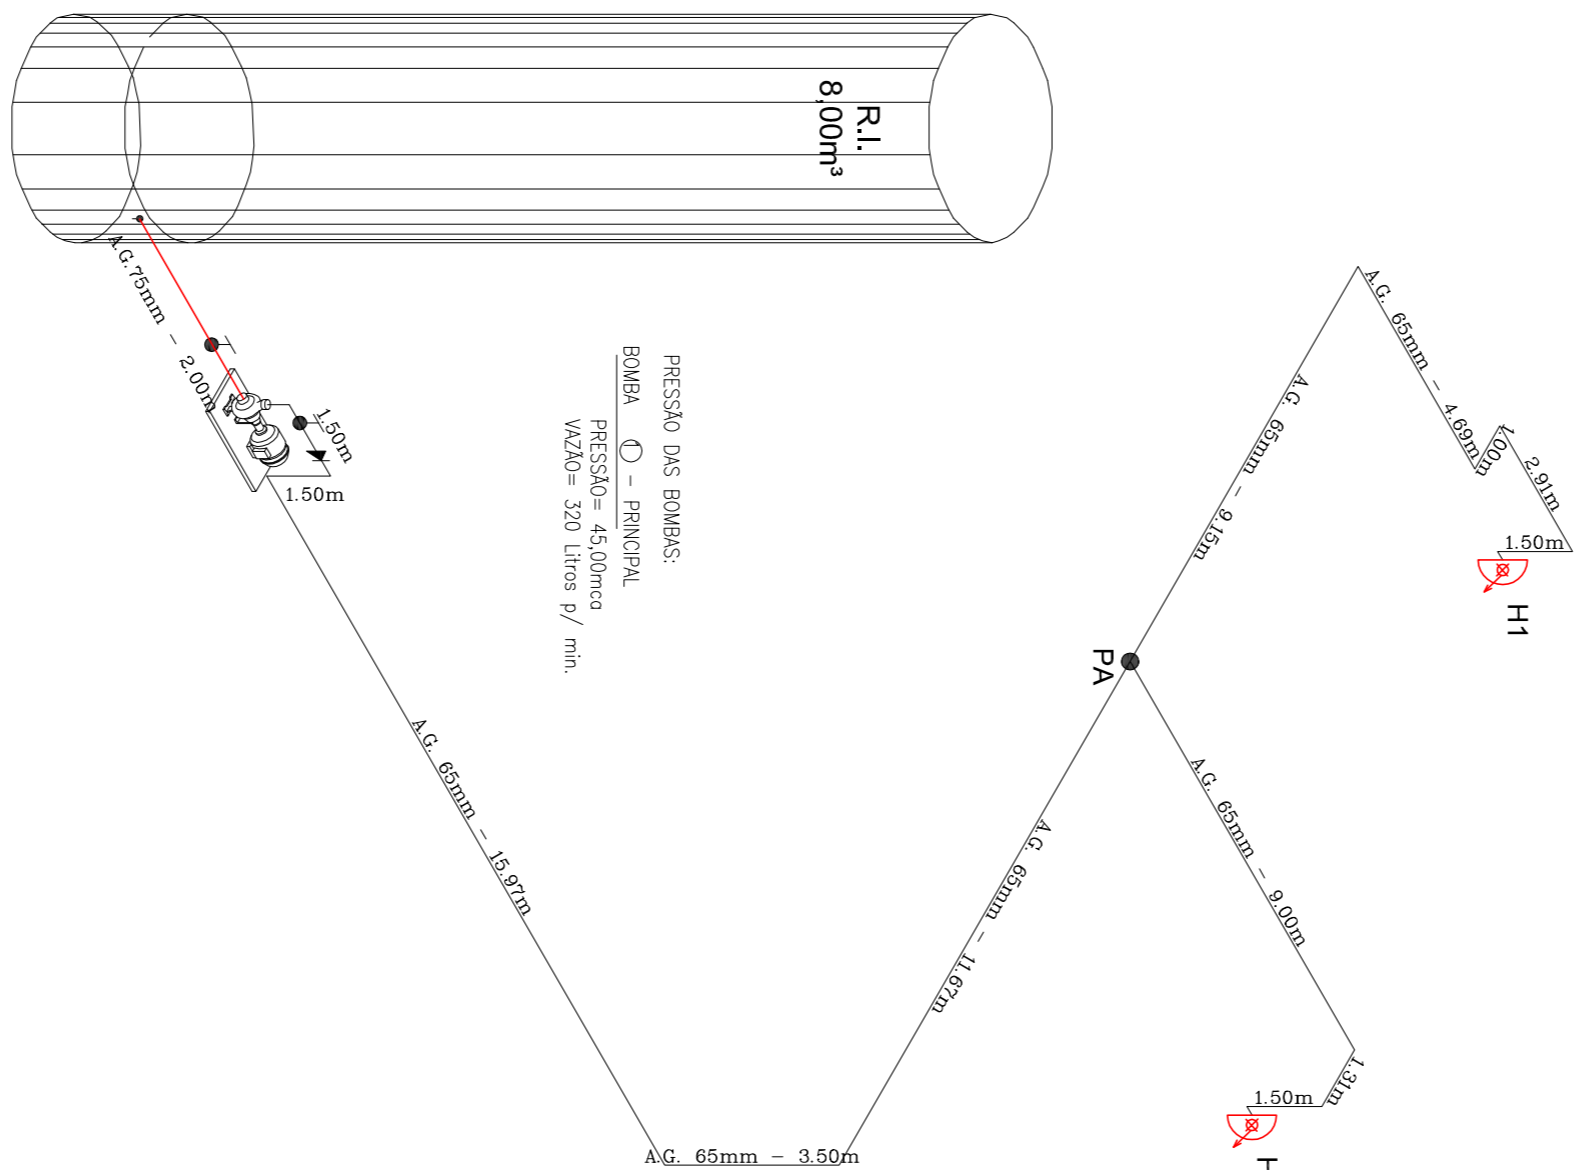 R.I.
8,00m³
A.G.75mm - 2.00m
1.50m
1.50m
PRESSÃO DAS BOMBAS:
BOMBA 1 - PRINCIPAL
PRESSÃO= 45,00mca
VAZÃO= 320 Litros p/ min.
A.G. 65mm - 15.97m
A.G. 65mm - 3.50m
A.G. 65mm - 11.67m
PA
A.G. 65mm - 9.15m
A.G. 65mm - 4.69m
1.00m
2.91m
1.50m
H1
A.G. 65mm - 9.00m
1.31m
1.50m
H